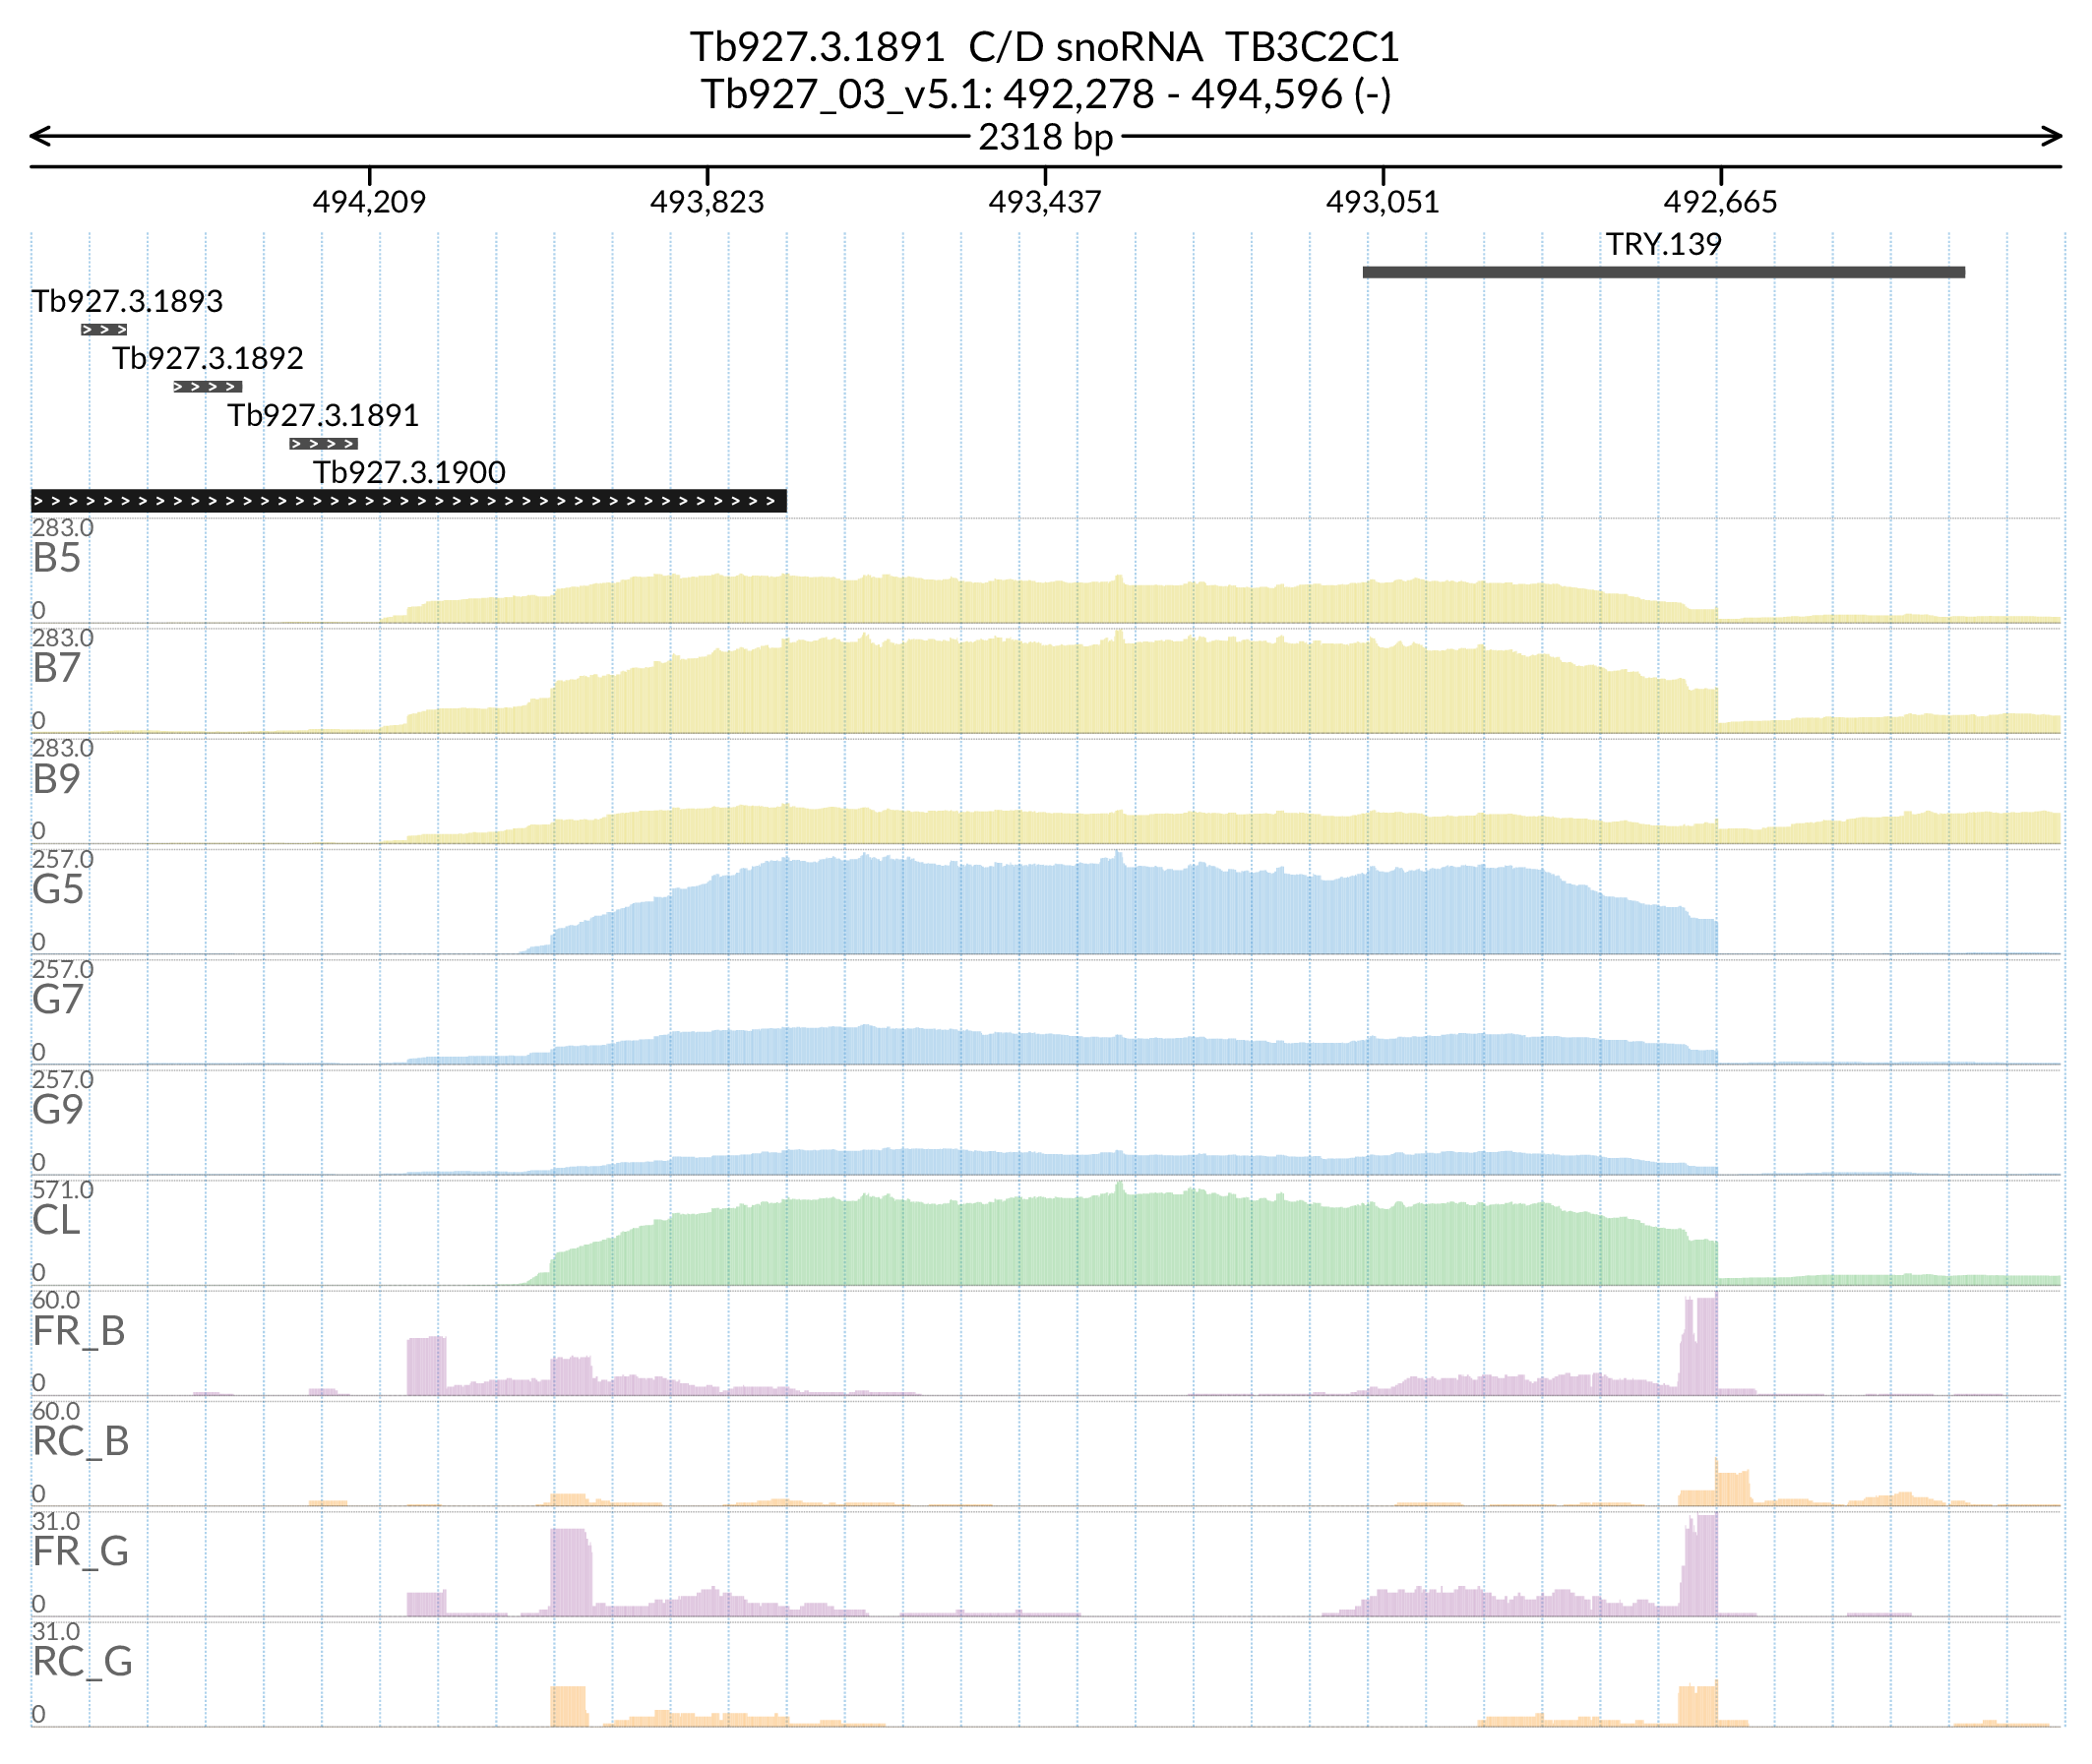 Tb927.3.1891 C/D snoRNA TB3C2C1
Tb927_03_v5.1: 492,278 - 494,596 (-)
2318 bp
494,209 493,823 493,437 493,051 492,665
TRY.139
Tb927.3.1893
Tb927.3.1892
Tb927.3.1891
Tb927.3.1900
283.0
B5
0
283.0
B7
0
283.0
B9
0
257.0
G5
0
257.0
G7
0
257.0
G9
0
571.0
CL
0
60.0
FR_B
0
60.0
RC_B
0
31.0
FR_G
0
31.0
RC_G
0